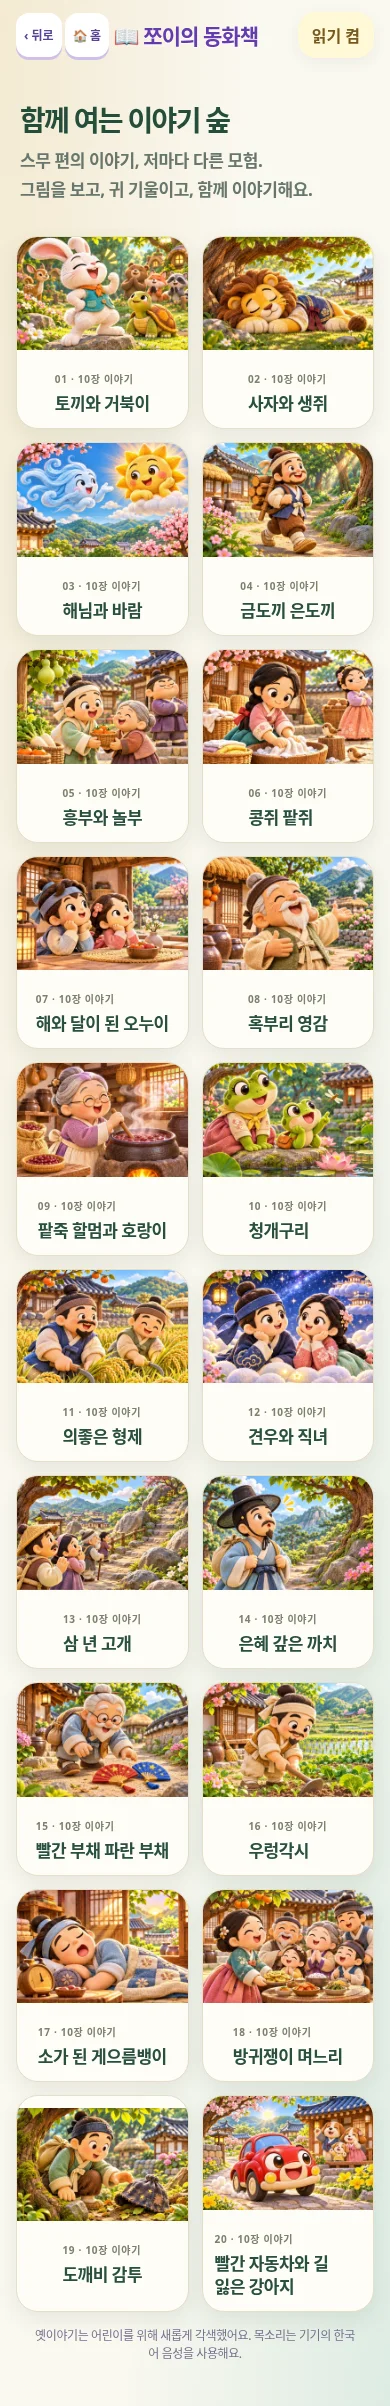 ‹ 뒤로 🏠 홈 📖 쪼이의 동화책 읽기 켬
함께 여는 이야기 숲
스무 편의 이야기, 저마다 다른 모험.
그림을 보고, 귀 기울이고, 함께 이야기해요.
01 · 10장 이야기
토끼와 거북이
02 · 10장 이야기
사자와 생쥐
03 · 10장 이야기
해님과 바람
04 · 10장 이야기
금도끼 은도끼
05 · 10장 이야기
흥부와 놀부
06 · 10장 이야기
콩쥐 팥쥐
07 · 10장 이야기
해와 달이 된 오누이
08 · 10장 이야기
혹부리 영감
09 · 10장 이야기
팥죽 할멈과 호랑이
10 · 10장 이야기
청개구리
11 · 10장 이야기
의좋은 형제
12 · 10장 이야기
견우와 직녀
13 · 10장 이야기
삼 년 고개
14 · 10장 이야기
은혜 갚은 까치
15 · 10장 이야기
빨간 부채 파란 부채
16 · 10장 이야기
우렁각시
17 · 10장 이야기
소가 된 게으름뱅이
18 · 10장 이야기
방귀쟁이 며느리
19 · 10장 이야기
도깨비 감투
20 · 10장 이야기
빨간 자동차와 길
잃은 강아지
옛이야기는 어린이를 위해 새롭게 각색했어요. 목소리는 기기의 한국
어 음성을 사용해요.